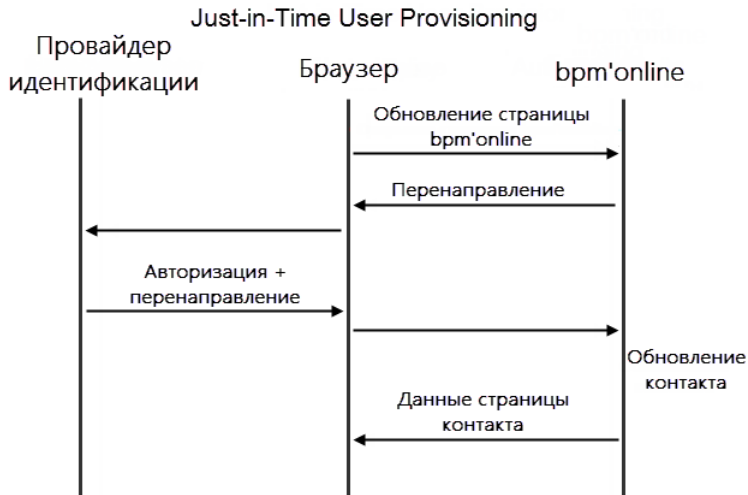 Just-in-Time User Provisioning
Провайдер
идентификации
Браузер
bpm'online
Обновление страницы
bpm'online
Перенаправление
Авторизация +
перенаправление
Обновление
контакта
Данные страницы
контакта